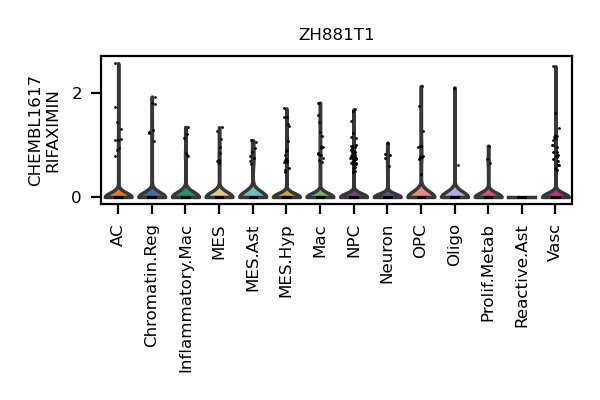 ZH881T1
CHEMBL1617
RIFAXIMIN
2
0
AC
Chromatin.Reg
Inflammatory.Mac
MES
MES.Ast
MES.Hyp
Mac
NPC
Neuron
OPC
Oligo
Prolif.Metab
Reactive.Ast
Vasc